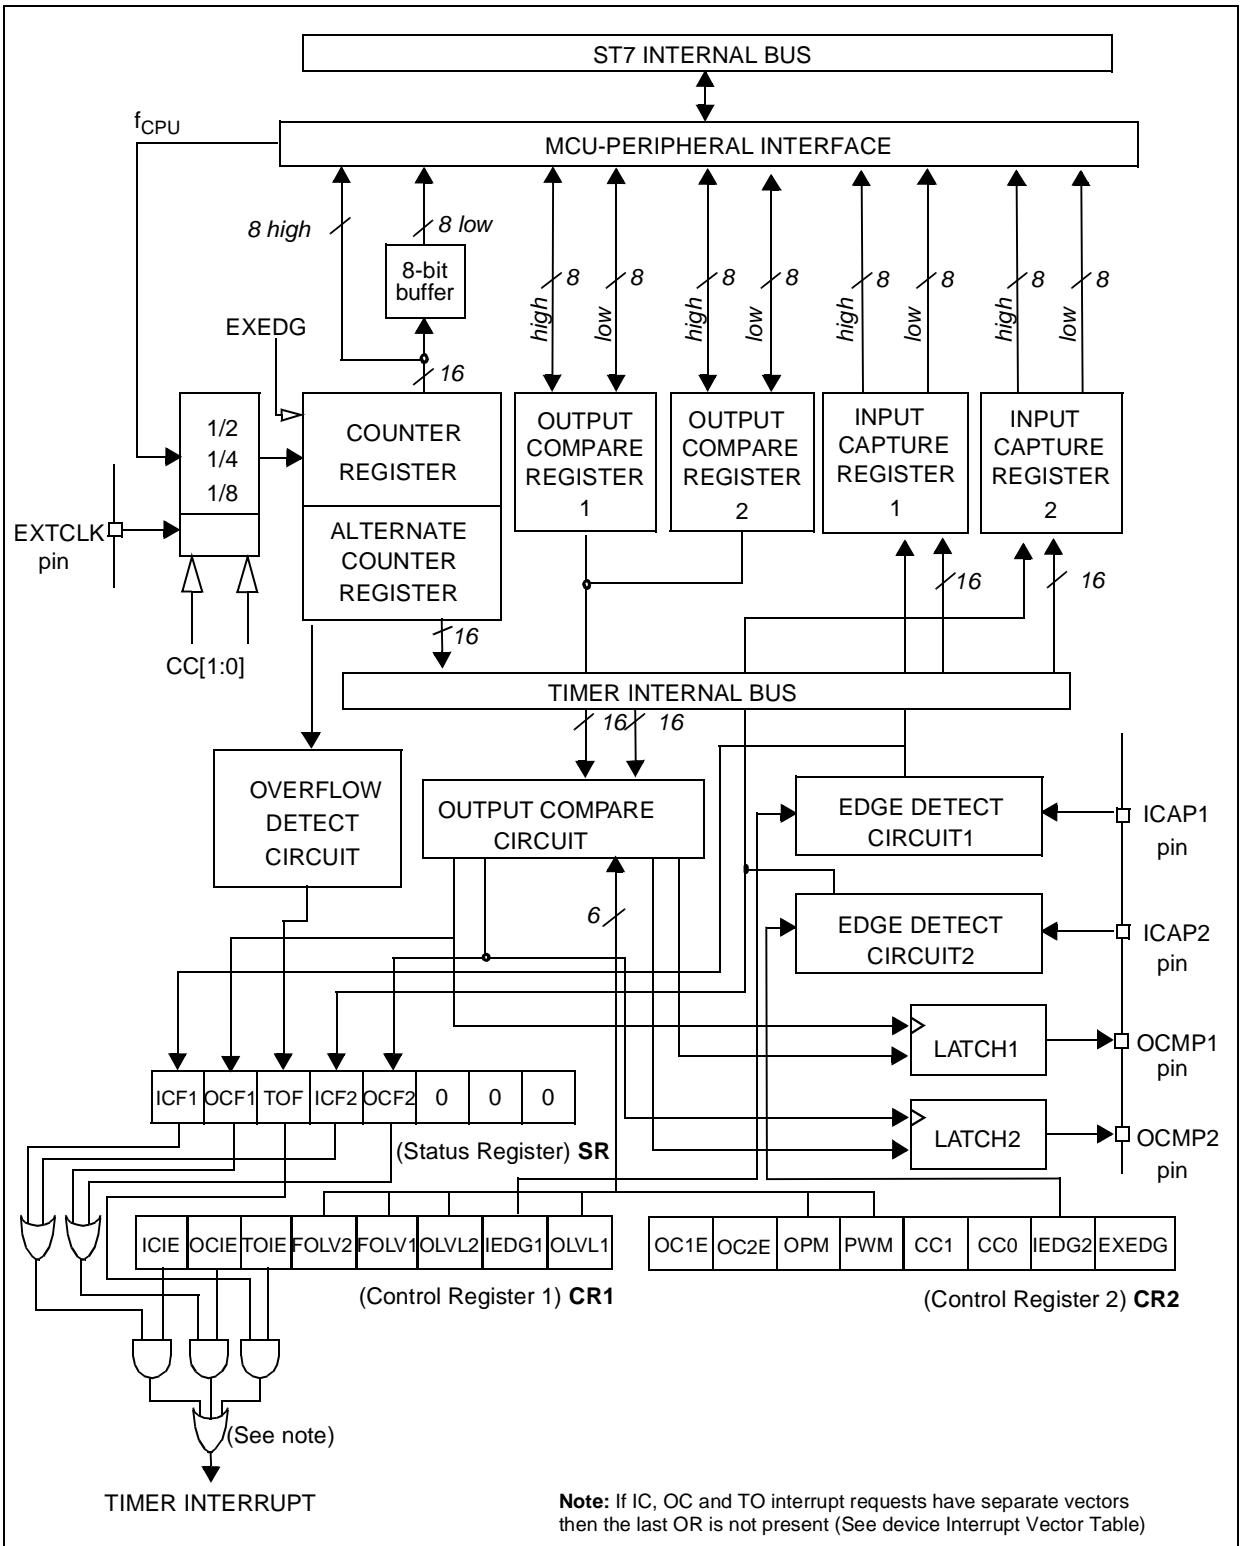 ST7 INTERNAL BUS
fCPU
MCU-PERIPHERAL INTERFACE
8 high
8 low
8-bit
buffer
high
8
low
8
high
8
low
8
high
8
low
8
high
8
low
8
EXEDG
16
1/2
1/4
1/8
COUNTER
REGISTER
ALTERNATE
COUNTER
REGISTER
OUTPUT
COMPARE
REGISTER
1
OUTPUT
COMPARE
REGISTER
2
INPUT
CAPTURE
REGISTER
1
INPUT
CAPTURE
REGISTER
2
EXTCLK
pin
CC[1:0]
16
16
16
TIMER INTERNAL BUS
16
16
OVERFLOW
DETECT
CIRCUIT
OUTPUT COMPARE
CIRCUIT
EDGE DETECT
CIRCUIT1
ICAP1
pin
6
EDGE DETECT
CIRCUIT2
ICAP2
pin
LATCH1
OCMP1
pin
LATCH2
OCMP2
pin
ICF1 OCF1 TOF ICF2 OCF2 0 0 0
(Status Register) SR
ICIE OCIE TOIE FOLV2 FOLV1 OLVL2 IEDG1 OLVL1
(Control Register 1) CR1
OC1E OC2E OPM PWM CC1 CC0 IEDG2 EXEDG
(Control Register 2) CR2
(See note)
TIMER INTERRUPT
Note: If IC, OC and TO interrupt requests have separate vectors
then the last OR is not present (See device Interrupt Vector Table)